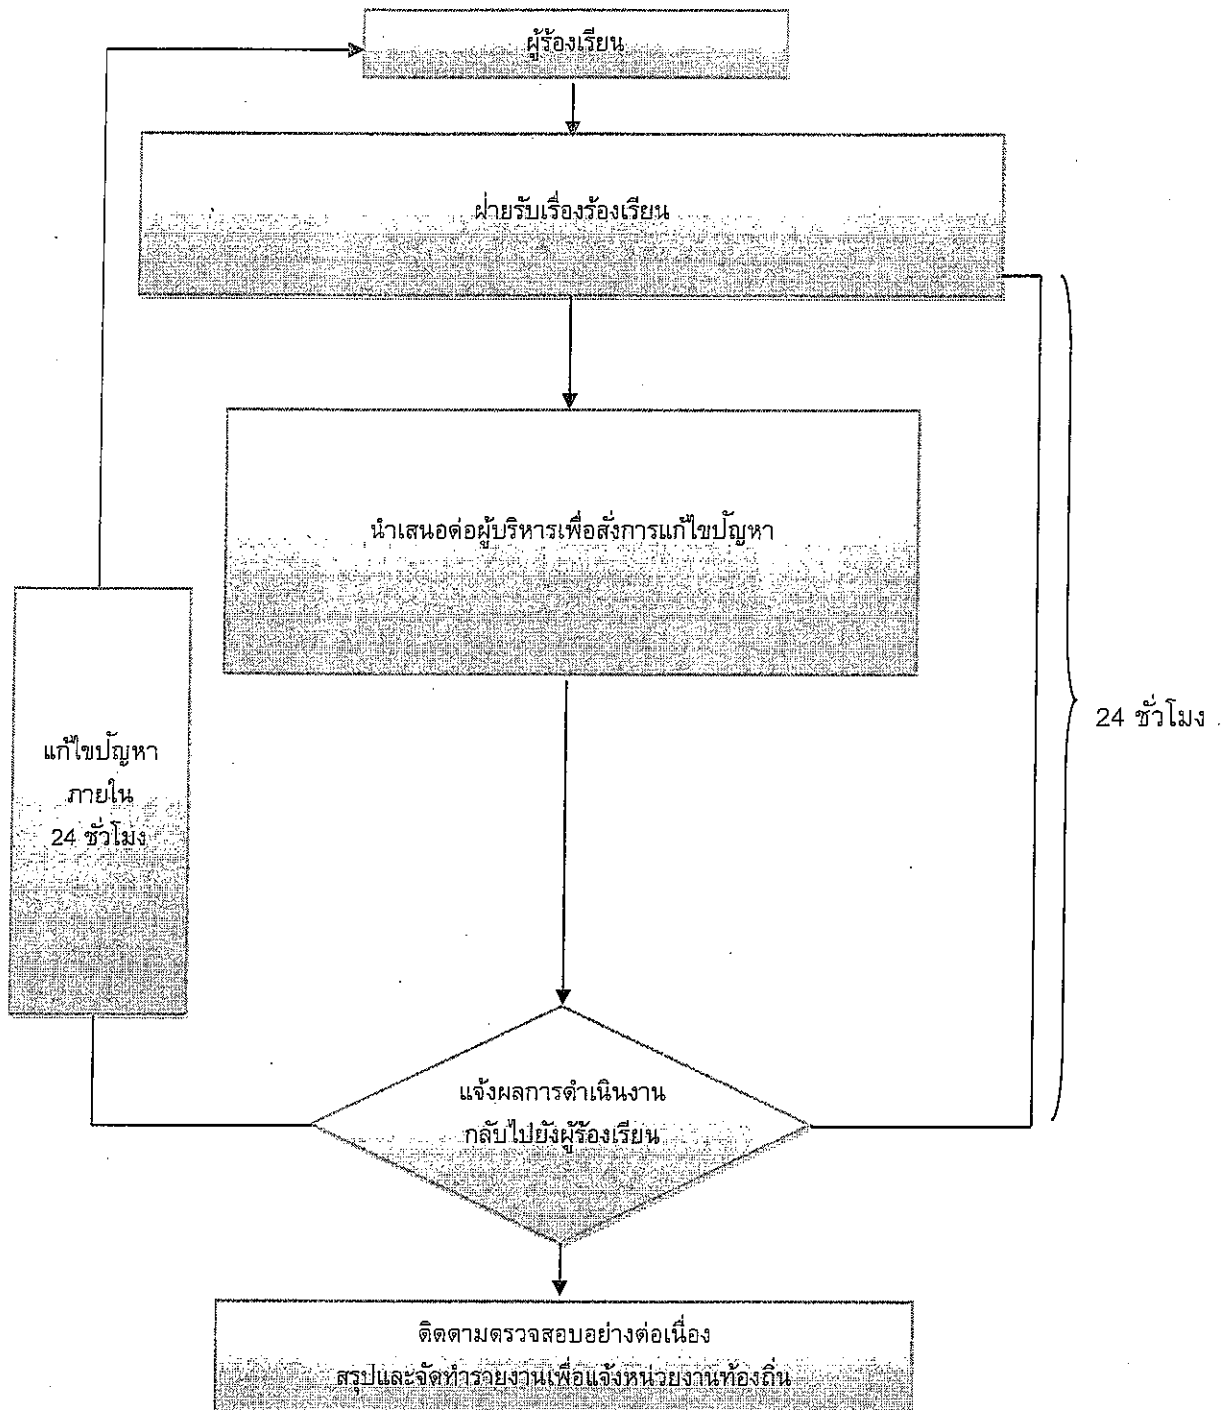 ผู้ร้องเรียน
ฝ่ายรับเรื่องร้องเรียน
นำเสนอต่อผู้บริหารเพื่อสั่งการแก้ไขปัญหา
แก้ไขปัญหา
ภายใน
24 ชั่วโมง
24 ชั่วโมง
แจ้งผลการดำเนินงาน
กลับไปยังผู้ร้องเรียน
ติดตามตรวจสอบอย่างต่อเนื่อง
สรุปและจัดทำรายงานเพื่อแจ้งหน่วยงานท้องถิ่น